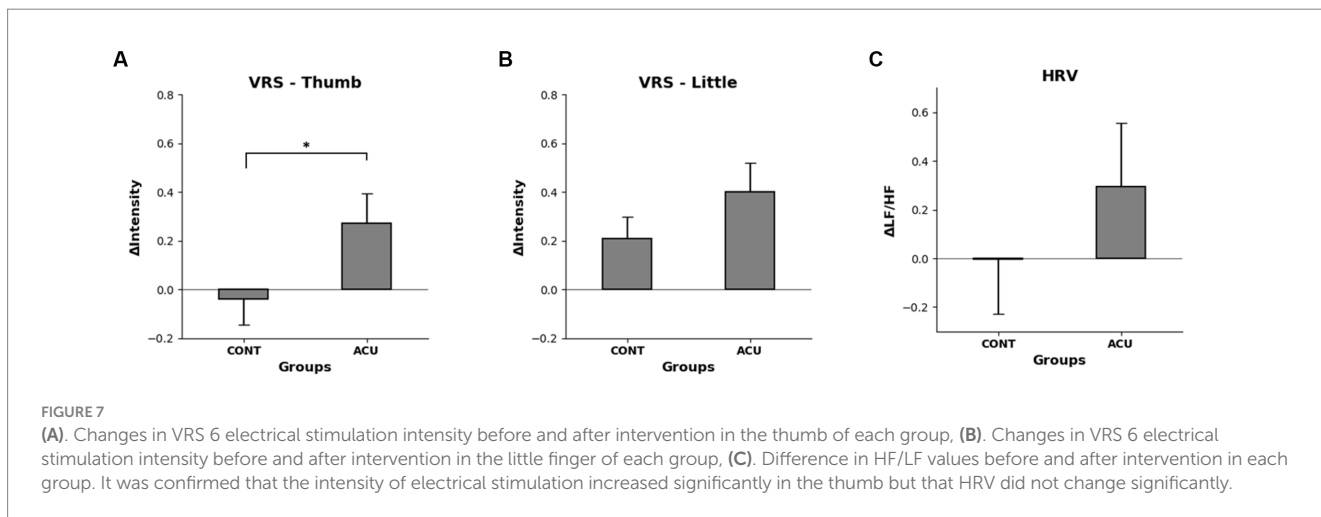 A
VRS - Thumb
0.8
0.6
0.4
0.2
0.0
−0.2
ΔIntensity
*
CONT
ACU
Groups
B
VRS - Little
0.8
0.6
0.4
0.2
0.0
−0.2
ΔIntensity
CONT
ACU
Groups
C
HRV
0.6
0.4
0.2
0.0
−0.2
ΔLF/HF
CONT
ACU
Groups
FIGURE 7
(A). Changes in VRS 6 electrical stimulation intensity before and after intervention in the thumb of each group, (B). Changes in VRS 6 electrical
stimulation intensity before and after intervention in the little finger of each group, (C). Difference in HF/LF values before and after intervention in each
group. It was confirmed that the intensity of electrical stimulation increased significantly in the thumb but that HRV did not change significantly.